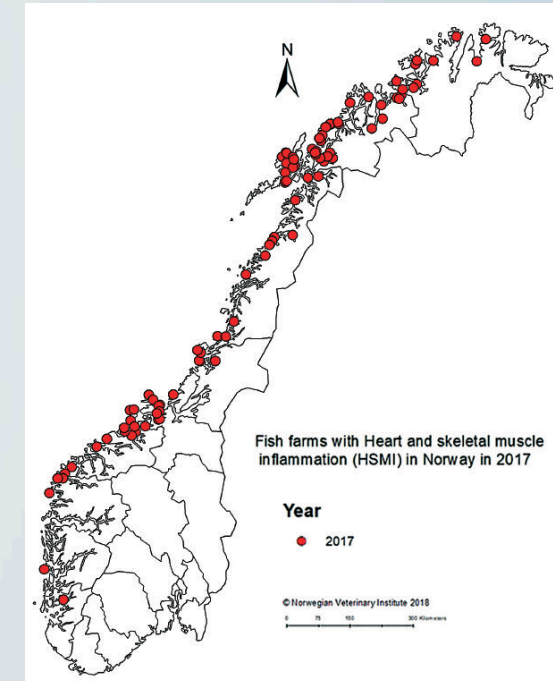 N
Fish farms with Heart and skeletal muscle
inflammation (HSMI) in Norway in 2017
Year
2017
© Norwegian Veterinary Institute 2018
0 75 150 300 Kilometers